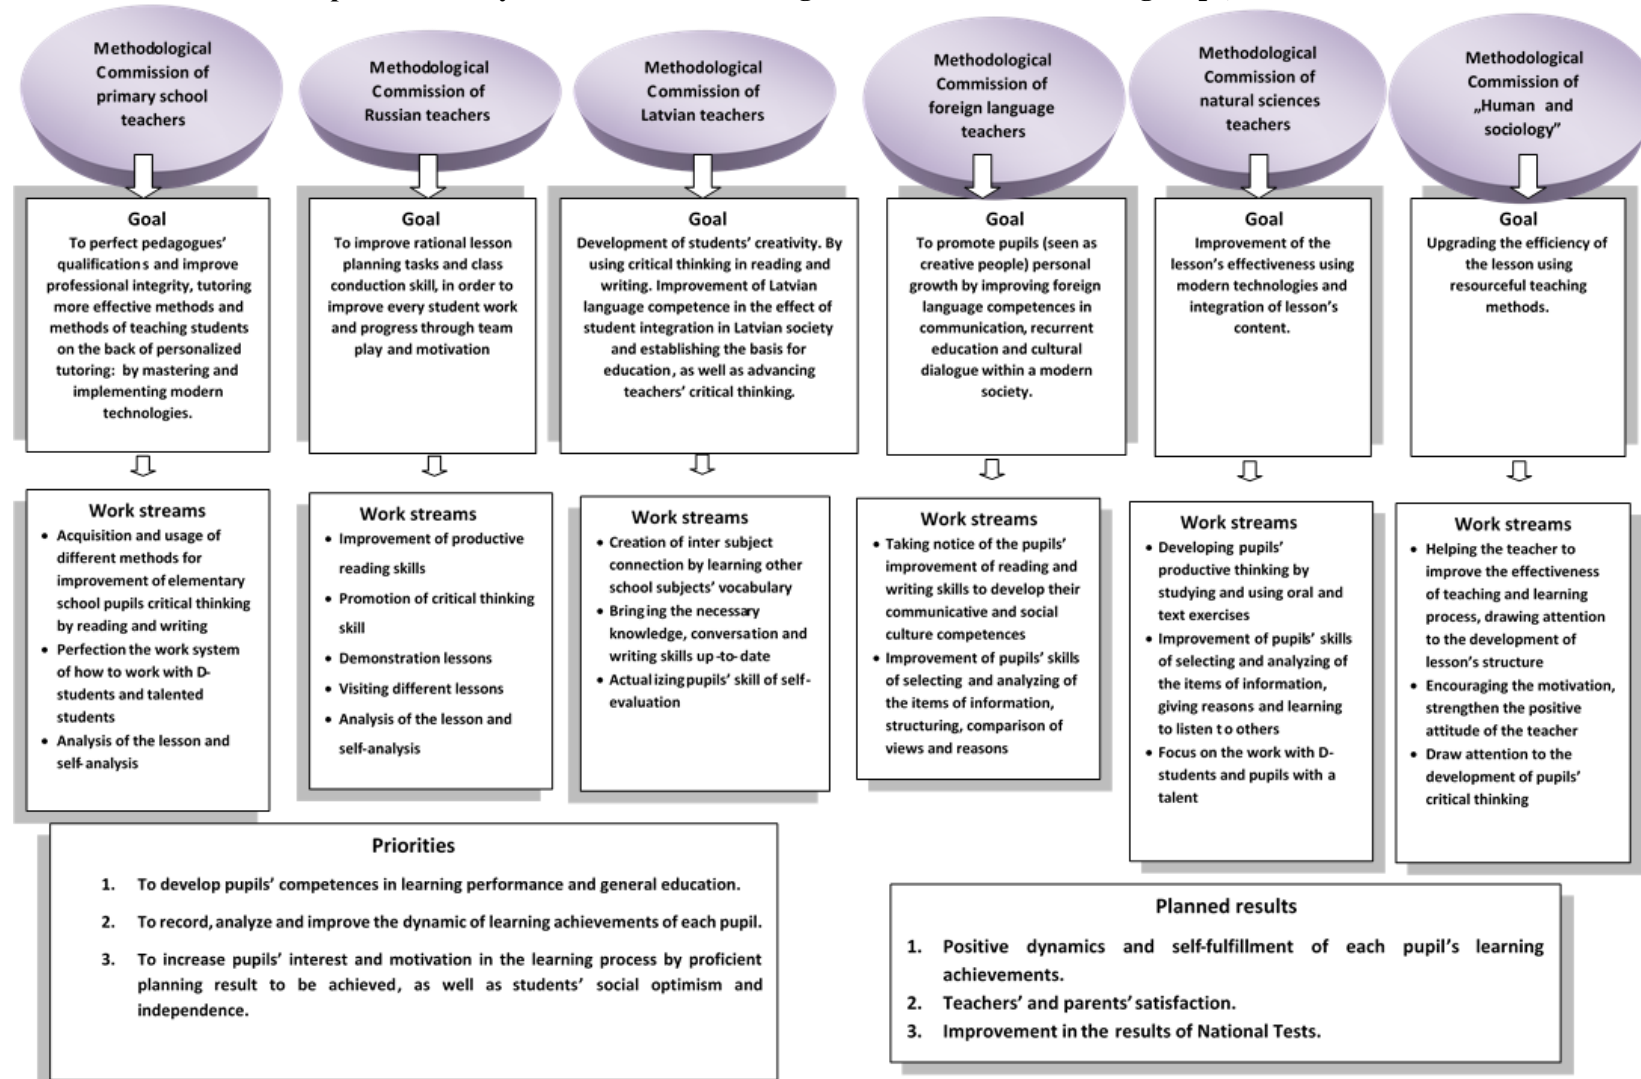 Methodological
Commission of
primary school
teachers
Methodological
Commission of
Russian teachers
Methodological
Commission of
Latvian teachers
Methodological
Commission of
foreign language
teachers
Methodological
Commission of
natural sciences
teachers
Methodological
Commission of
„Human and
sociology”
Goal
To perfect pedagogues’
qualifications and improve
professional integrity, tutoring
more effective methods and
methods of teaching students
on the back of personalized
tutoring: by mastering and
implementing modern
technologies.
Goal
To improve rational lesson
planning tasks and class
conduction skill, in order to
improve every student work
and progress through team
play and motivation
Goal
Development of students’ creativity. By
using critical thinking in reading and
writing. Improvement of Latvian
language competence in the effect of
student integration in Latvian society
and establishing the basis for
education, as well as advancing
teachers’ critical thinking.
Goal
To promote pupils (seen as
creative people) personal
growth by improving foreign
language competences in
communication, recurrent
education and cultural
dialogue within a modern
society.
Goal
Improvement of the
lesson’s effectiveness using
modern technologies and
integration of lesson’s
content.
Goal
Upgrading the efficiency of
the lesson using
resourceful teaching
methods.
Work streams
• Acquisition and usage of
different methods for
improvement of elementary
school pupils critical thinking
by reading and writing
• Perfection the work system
of how to work with D-
students and talented
students
• Analysis of the lesson and
self-analysis
Work streams
• Improvement of productive
reading skills
• Promotion of critical thinking
skill
• Demonstration lessons
• Visiting different lessons
• Analysis of the lesson and
self-analysis
Work streams
• Creation of inter subject
connection by learning other
school subjects’ vocabulary
• Bringing the necessary
knowledge, conversation and
writing skills up-to-date
• Actualizing pupils’ skill of self-
evaluation
Work streams
• Taking notice of the pupils’
improvement of reading and
writing skills to develop their
communicative and social
culture competences
• Improvement of pupils’ skills
of selecting and analyzing of
the items of information,
structuring, comparison of
views and reasons
Work streams
• Developing pupils’
productive thinking by
studying and using oral and
text exercises
• Improvement of pupils’ skills
of selecting and analyzing of
the items of information,
giving reasons and learning
to listen to others
• Focus on the work with D-
students and pupils with a
talent
Work streams
• Helping the teacher to
improve the effectiveness
of teaching and learning
process, drawing attention
to the development of
lesson’s structure
• Encouraging the motivation,
strengthen the positive
attitude of the teacher
• Draw attention to the
development of pupils’
critical thinking
Priorities
1. To develop pupils’ competences in learning performance and general education.
2. To record, analyze and improve the dynamic of learning achievements of each pupil.
3. To increase pupils’ interest and motivation in the learning process by proficient
planning result to be achieved, as well as students’ social optimism and
independence.
Planned results
1. Positive dynamics and self-fulfillment of each pupil’s learning
achievements.
2. Teachers’ and parents’ satisfaction.
3. Improvement in the results of National Tests.